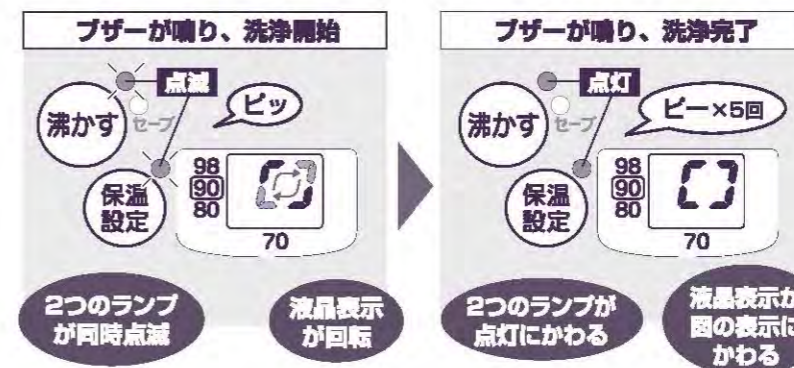 ブザーが鳴り、洗浄開始
点滅
沸かす
セーブ
ピッ
保温
設定
98
90
80
70
2つのランプ
が同時点滅
液晶表示
が回転
ブザーが鳴り、洗浄完了
点灯
沸かす
セーブ
ピー×5回
保温
設定
98
90
80
70
2つのランプが
点灯にかわる
液晶表示が
図の表示に
かわる